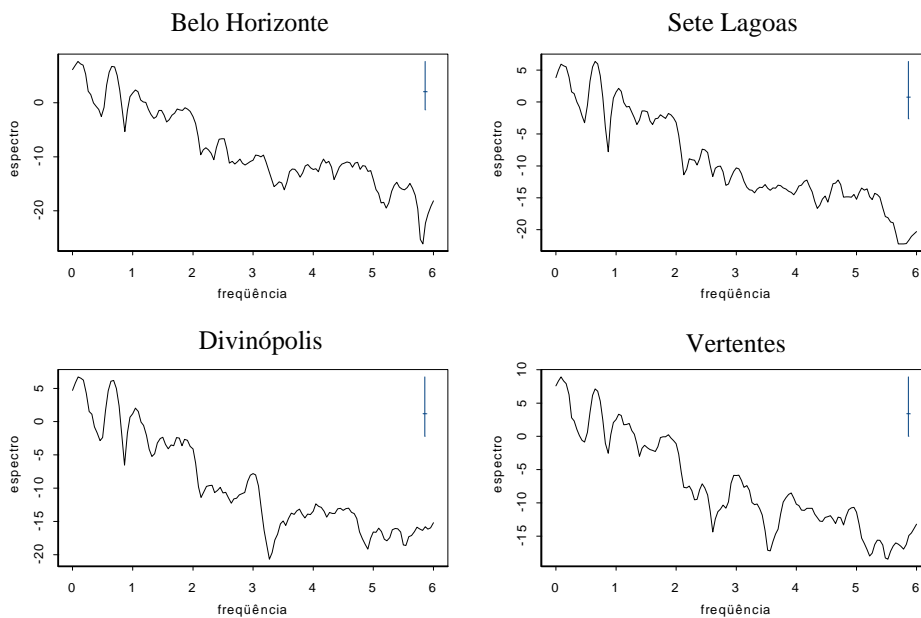 Belo Horizonte
espectro
0
-10
-20
0 1 2 3 4 5 6
freqüência
Sete Lagoas
espectro
5
0
-5
-10
-15
-20
0 1 2 3 4 5 6
freqüência
Divinópolis
espectro
5
0
-5
-10
-15
-20
0 1 2 3 4 5 6
freqüência
Vertentes
espectro
10
5
0
-5
-10
-15
0 1 2 3 4 5 6
freqüência